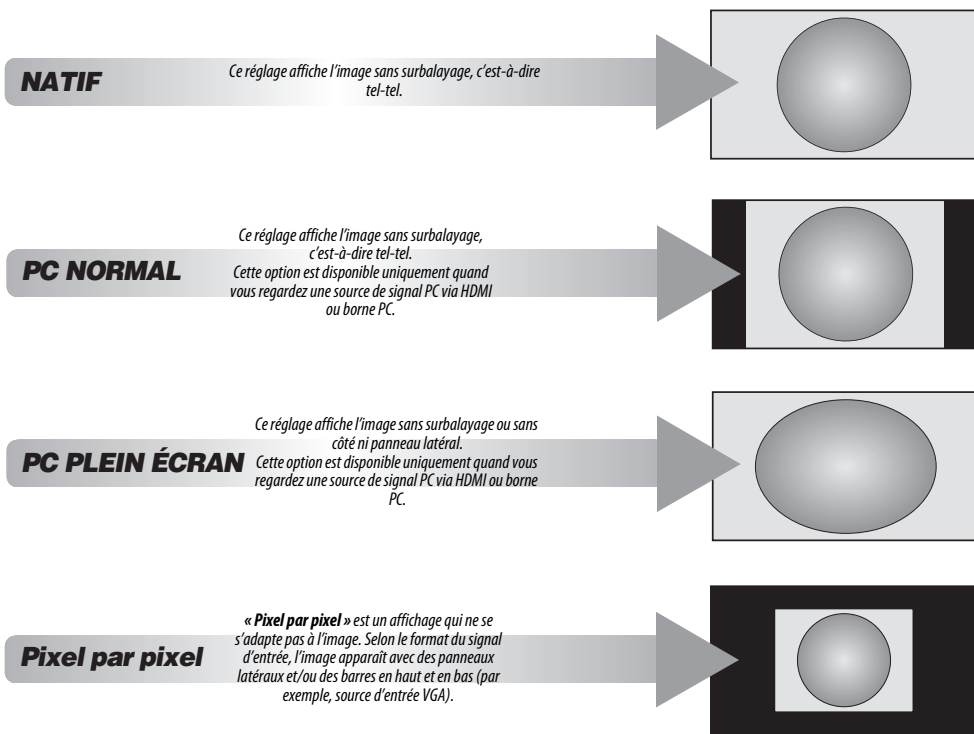 NATIF
Ce réglage affiche l’image sans surbalayage, c’est-à-dire
tel-tel.
PC NORMAL
Ce réglage affiche l’image sans surbalayage,
c’est-à-dire tel-tel.
Cette option est disponible uniquement quand
vous regardez une source de signal PC via HDMI
ou borne PC.
PC PLEIN ÉCRAN
Ce réglage affiche l’image sans surbalayage ou sans
côté ni panneau latéral.
Cette option est disponible uniquement quand vous
regardez une source de signal PC via HDMI ou borne
PC.
Pixel par pixel
« Pixel par pixel » est un affichage qui ne se
s’adapte pas à l’image. Selon le format du signal
d’entrée, l’image apparaît avec des panneaux
latéraux et/ou des barres en haut et en bas (par
exemple, source d’entrée VGA).